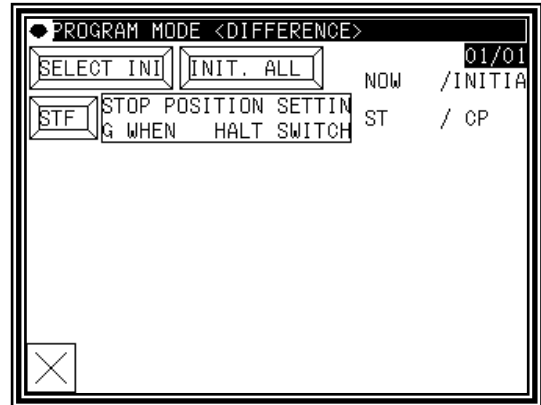 PROGRAM MODE <DIFFERENCE>
01/01
SELECT INI INIT. ALL
NOW /INITIA
STF STOP POSITION SETTIN ST / CP
G WHEN HALT SWITCH